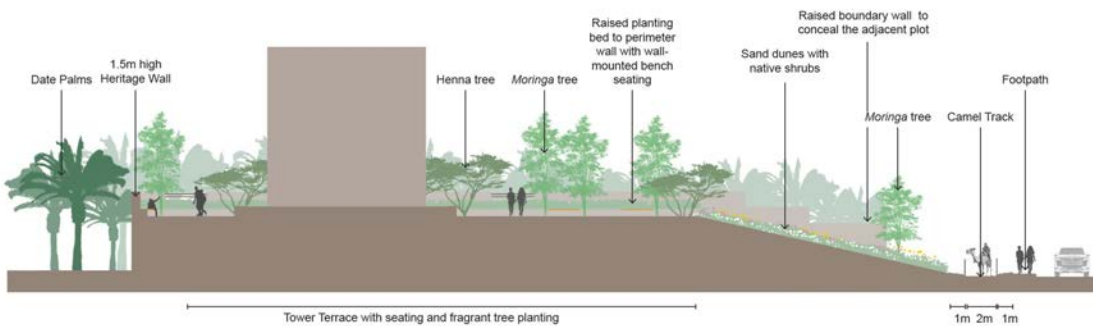 Date Palms
1.5m high
Heritage Wall
Henna tree
Moringa tree
Raised planting
bed to perimeter
wall with wall-
mounted bench
seating
Sand dunes with
native shrubs
Raised boundary wall to
conceal the adjacent plot
Moringa tree
Camel Track
Footpath
Tower Terrace with seating and fragrant tree planting
1m
2m
1m